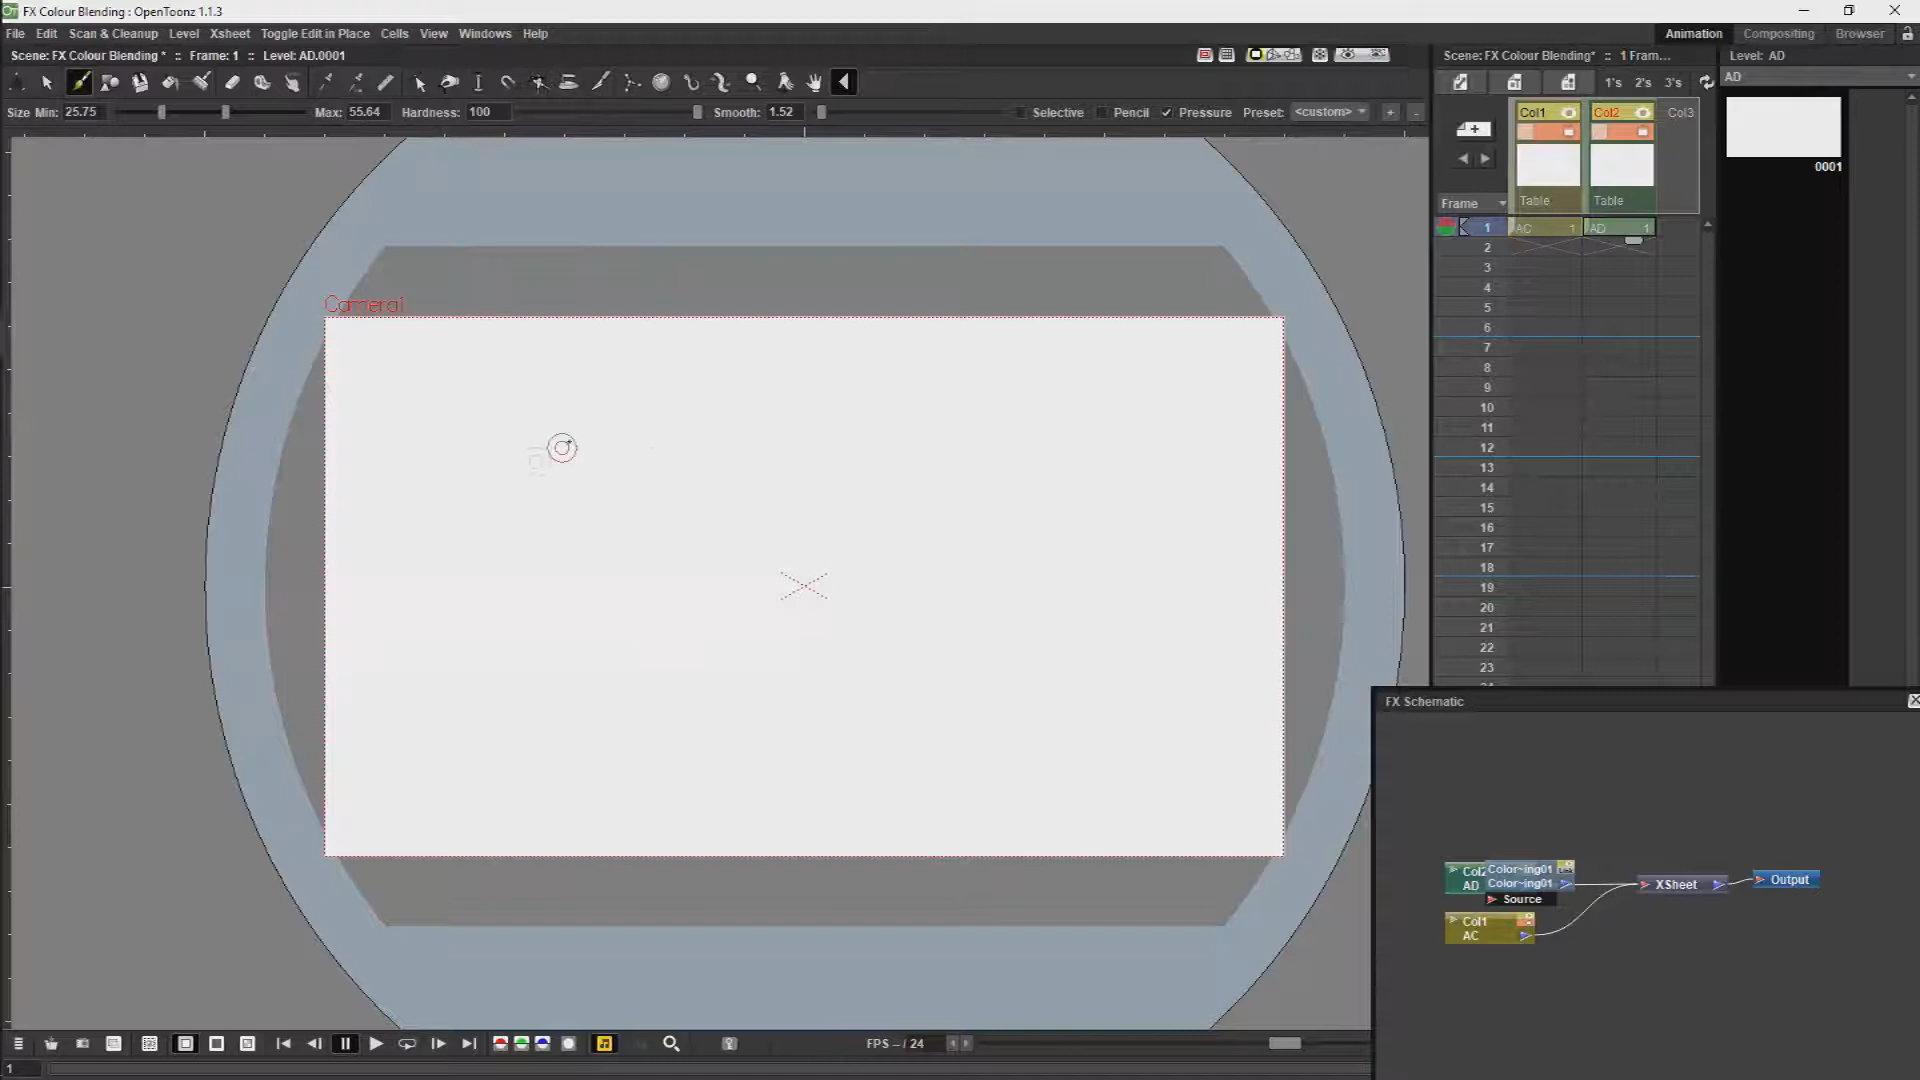 FX Colour Blending : OpenToonz 1.1.3
File Edit Scan & Cleanup Level Xsheet Toggle Edit in Place Cells View Windows Help
Animation Compositing Browser
Scene: FX Colour Blending * :: Frame: 1 :: Level: AD.0001
Scene: FX Colour Blending* :: 1 Fram...
Level: AD
1's 2's 3's
AD
Size Min: 25.75 Max: 55.64 Hardness: 100 Smooth: 1.52 Selective Pencil Pressure Preset: <custom> + -
Col1 Col2 Col3
0001
Table Table
Frame
1 AC 1 AD 1
2
3
4
5
6
7
8
9
10
11
12
13
14
15
16
17
18
19
20
21
22
23
Camera1
FX Schematic
Col2 Color~ing01
AD Color~ing01
Source
XSheet
Output
Col1
AC
FPS -- / 24
1